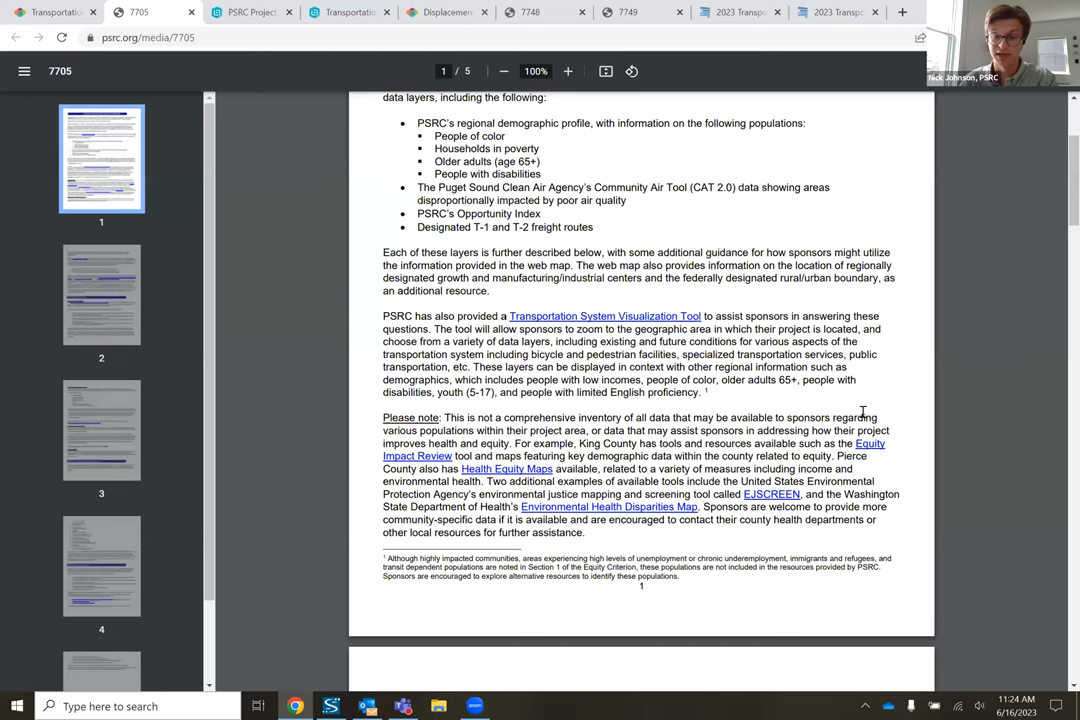 Transportatio
7705
PSRC Project
Transportatio
Displacemen
7748
7749
2023 Transpo
2023 Transpo
psrc.org/media/7705
Nick Johnson, PSRC
7705
1 / 5
100%
data layers, including the following:
• PSRC's regional demographic profile, with information on the following populations:
▪ People of color
▪ Households in poverty
▪ Older adults (age 65+)
▪ People with disabilities
• The Puget Sound Clean Air Agency's Community Air Tool (CAT 2.0) data showing areas
disproportionally impacted by poor air quality
• PSRC's Opportunity Index
• Designated T-1 and T-2 freight routes
Each of these layers is further described below, with some additional guidance for how sponsors might utilize
the information provided in the web map. The web map also provides information on the location of regionally
designated growth and manufacturing/industrial centers and the federally designated rural/urban boundary, as
an additional resource.
PSRC has also provided a Transportation System Visualization Tool to assist sponsors in answering these
questions. The tool will allow sponsors to zoom to the geographic area in which their project is located, and
choose from a variety of data layers, including existing and future conditions for various aspects of the
transportation system including bicycle and pedestrian facilities, specialized transportation services, public
transportation, etc. These layers can be displayed in context with other regional information such as
demographics, which includes people with low incomes, people of color, older adults 65+, people with
disabilities, youth (5-17), and people with limited English proficiency. 1
Please note: This is not a comprehensive inventory of all data that may be available to sponsors regarding
various populations within their project area, or data that may assist sponsors in addressing how their project
improves health and equity. For example, King County has tools and resources available such as the Equity
Impact Review tool and maps featuring key demographic data within the county related to equity. Pierce
County also has Health Equity Maps available, related to a variety of measures including income and
environmental health. Two additional examples of available tools include the United States Environmental
Protection Agency's environmental justice mapping and screening tool called EJSCREEN, and the Washington
State Department of Health's Environmental Health Disparities Map. Sponsors are welcome to provide more
community-specific data if it is available and are encouraged to contact their county health departments or
other local resources for further assistance.
1 Although highly impacted communities, areas experiencing high levels of unemployment or chronic underemployment, immigrants and refugees, and
transit dependent populations are noted in Section 1 of the Equity Criterion, these populations are not included in the resources provided by PSRC.
Sponsors are encouraged to explore alternative resources to identify these populations.
1
1
2
3
4
Type here to search
11:24 AM
6/16/2023